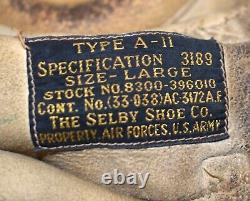 TYPE A-11
SPECIFICATION 3189
SIZE-LARGE
STOCK NO. 8300-396010
CONT. NO. (33-038) AC-3172A.F.
THE SELBY SHOE CO.
PROPERTY, AIR FORCES, U.S. ARMY